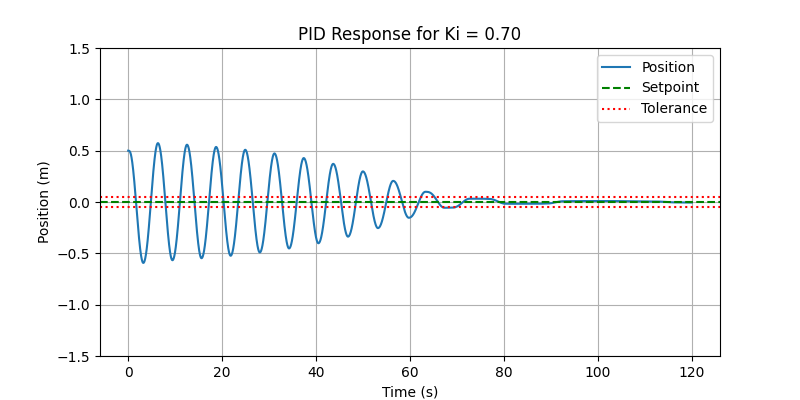 PID Response for Ki = 0.70
1.5
1.0
0.5
0.0
−0.5
−1.0
−1.5
Position (m)
Position
Setpoint
Tolerance
0 20 40 60 80 100 120
Time (s)